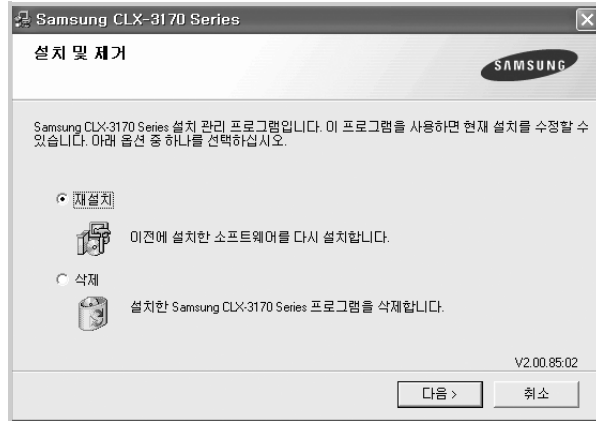 Samsung CLX-3170 Series
설치 및 제거
SAMSUNG
Samsung CLX-3170 Series 설치 관리 프로그램입니다. 이 프로그램을 사용하면 현재 설치를 수정할 수
있습니다. 아래 옵션 중 하나를 선택하십시오.
재설치
이전에 설치한 소프트웨어를 다시 설치합니다.
삭제
설치한 Samsung CLX-3170 Series 프로그램을 삭제합니다.
V2.00.85:02
다음 >
취소